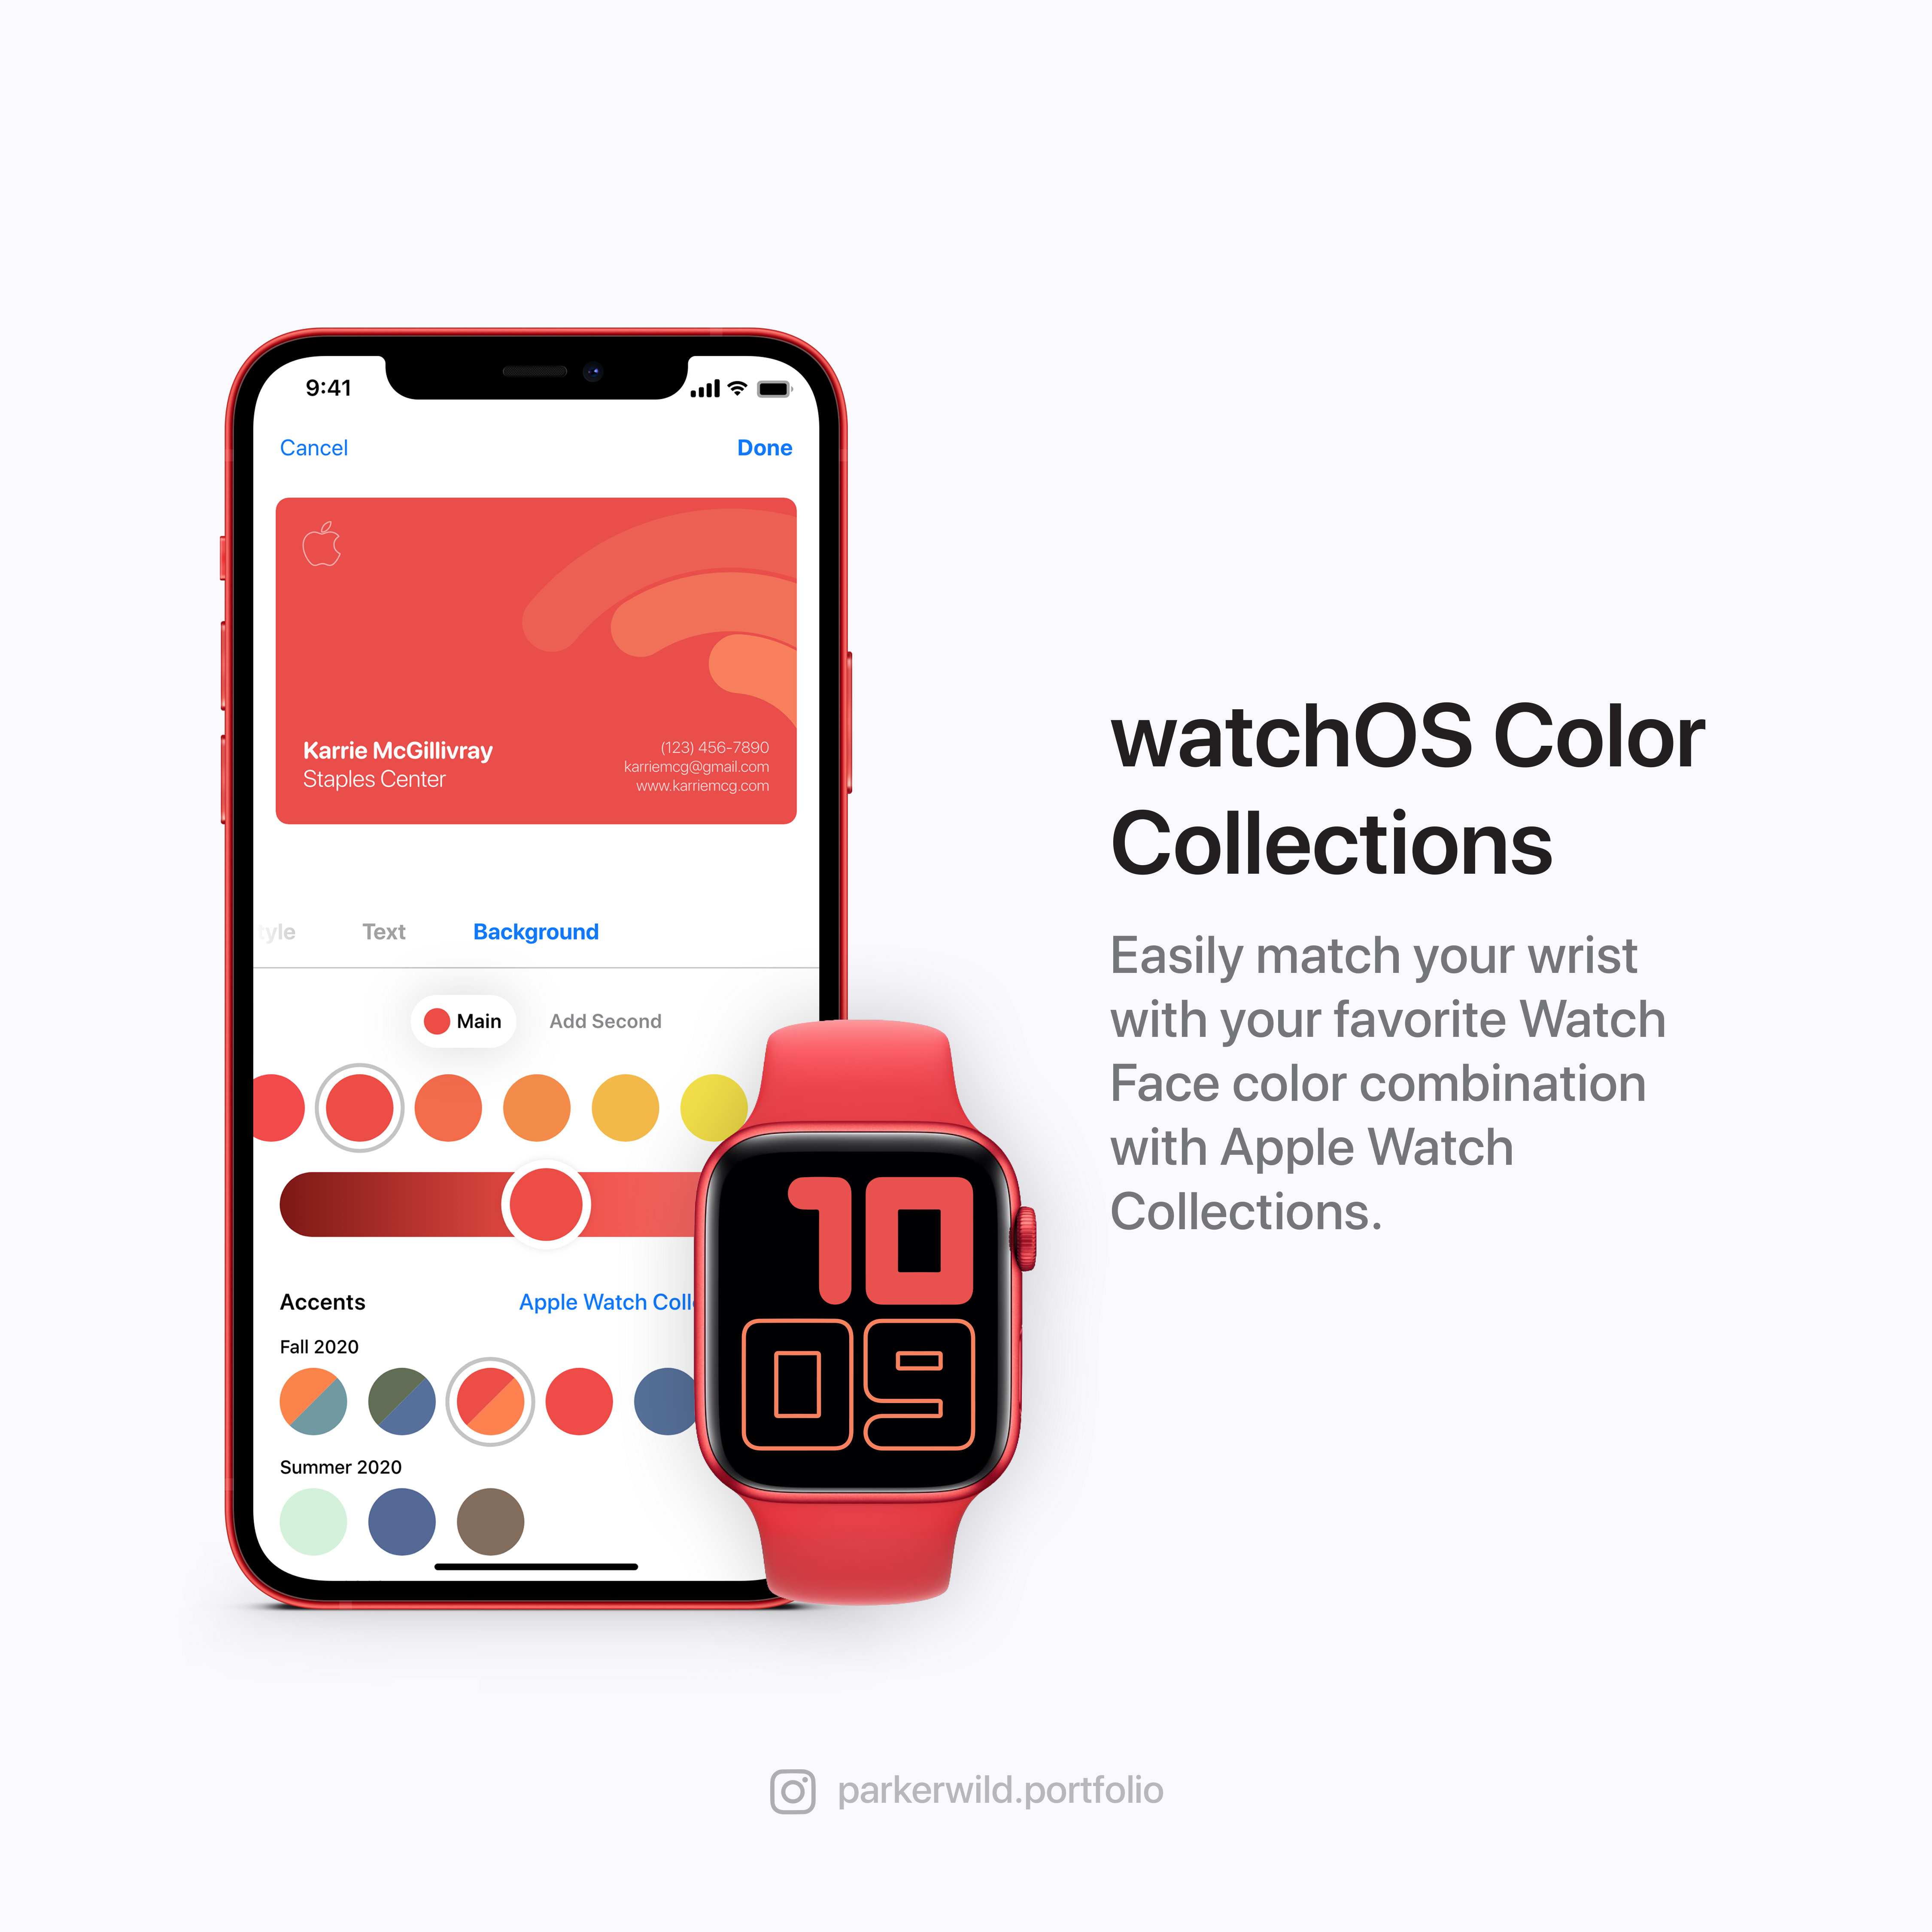 9:41
Cancel
Done
Karrie McGillivray
Staples Center
(123) 456-7890
karriemcg@gmail.com
www.karriemcg.com
Text
Background
Main
Add Second
Accents
Apple Watch
Fall 2020
Summer 2020
10
09
watchOS Color
Collections
Easily match your wrist
with your favorite Watch
Face color combination
with Apple Watch
Collections.
parkerwild.portfolio